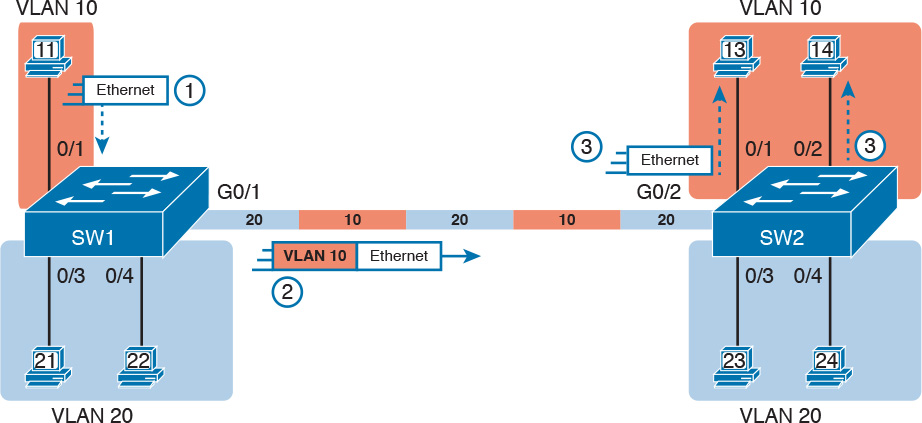 VLAN 10
VLAN 10
11
13
14
Ethernet
1
3
Ethernet
3
0/1
0/1
0/2
G0/1
G0/2
20
10
20
10
20
SW1
SW2
VLAN 10
Ethernet
2
0/3
0/4
0/3
0/4
21
22
23
24
VLAN 20
VLAN 20